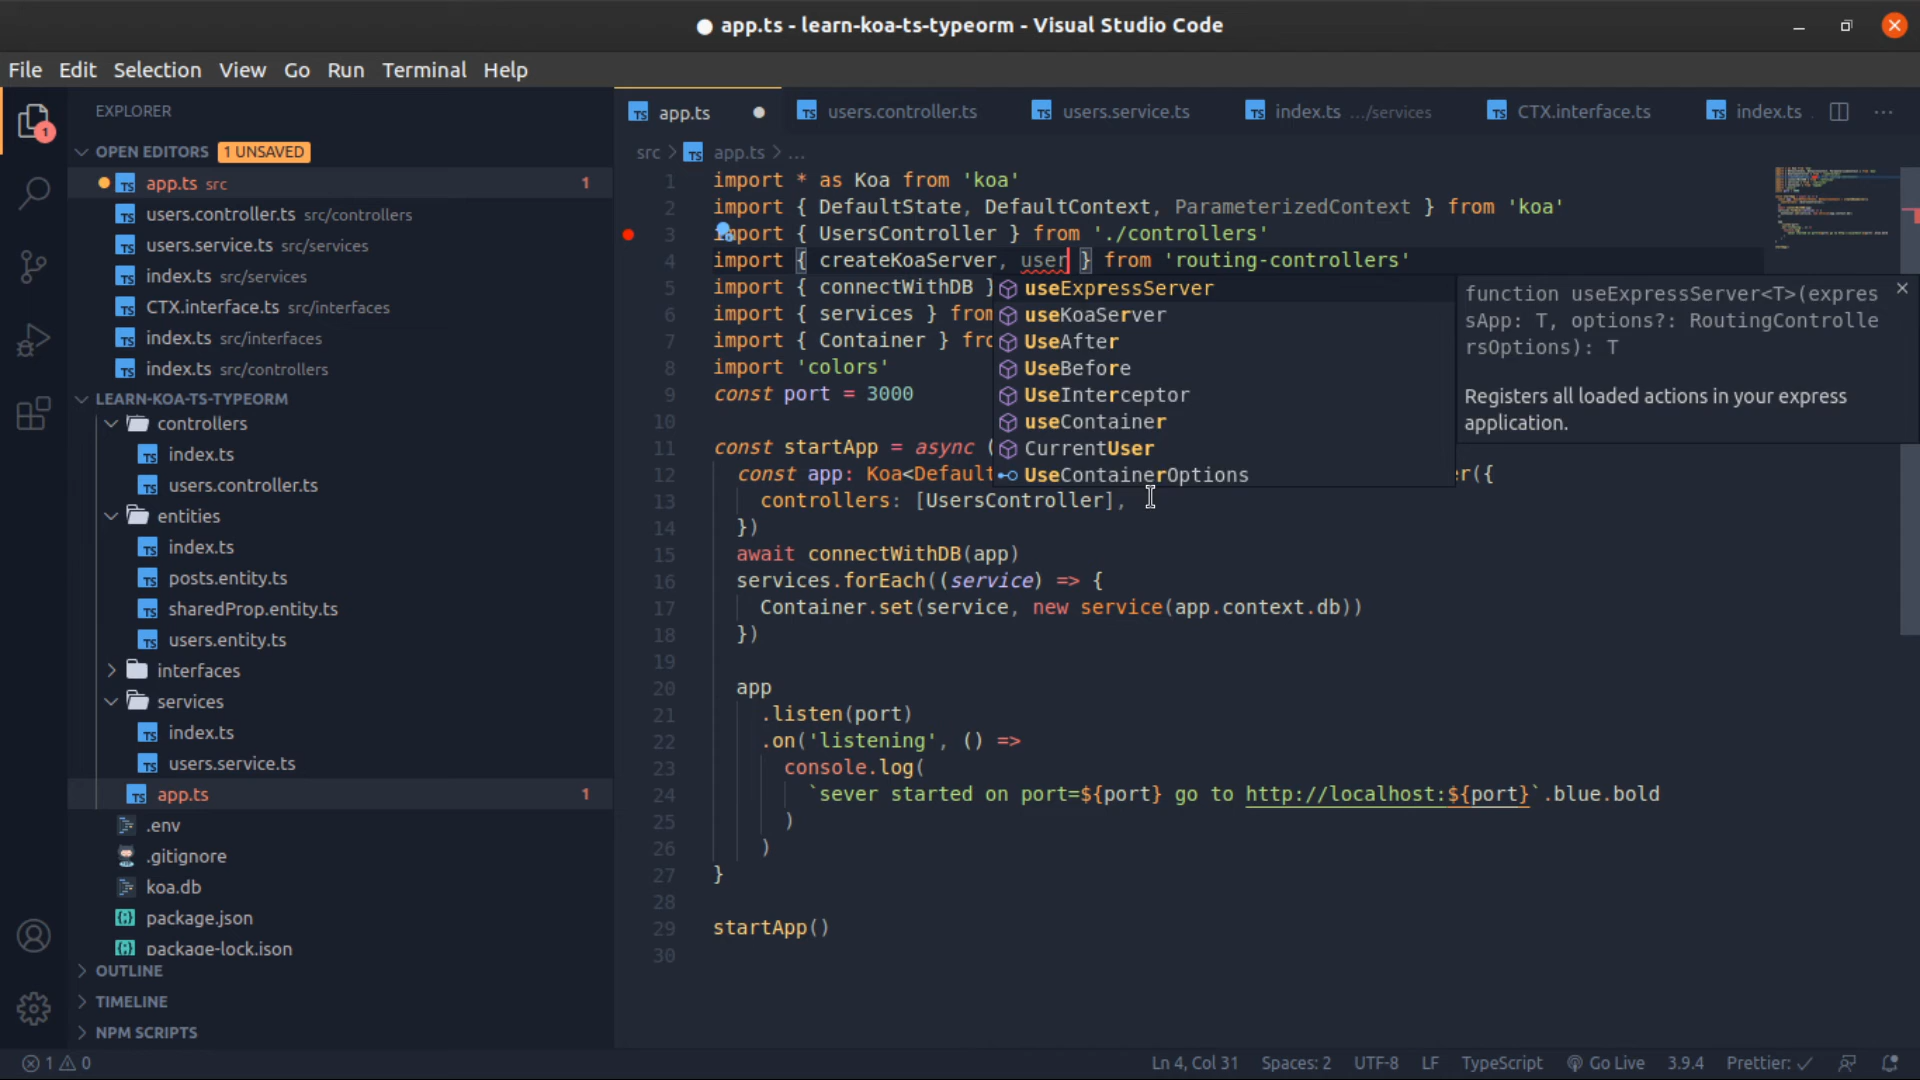 app.ts - learn-koa-ts-typeorm - Visual Studio Code
File Edit Selection View Go Run Terminal Help
EXPLORER
OPEN EDITORS 1 UNSAVED
app.ts src 1
users.controller.ts src/controllers
users.service.ts src/services
index.ts src/services
CTX.interface.ts src/interfaces
index.ts src/interfaces
index.ts src/controllers
LEARN-KOA-TS-TYPEORM
controllers
index.ts
users.controller.ts
entities
index.ts
posts.entity.ts
sharedProp.entity.ts
users.entity.ts
interfaces
services
index.ts
users.service.ts
app.ts 1
.env
.gitignore
koa.db
package.json
package-lock.json
OUTLINE
TIMELINE
NPM SCRIPTS
app.ts users.controller.ts users.service.ts index.ts .../services CTX.interface.ts index.ts
src > app.ts > ...
1 import * as Koa from 'koa'
2 import { DefaultState, DefaultContext, ParameterizedContext } from 'koa'
3 import { UsersController } from './controllers'
4 import { createKoaServer, user } from 'routing-controllers'
5 import { connectWithDB }
6 import { services } from
7 import { Container } fro
8 import 'colors'
9 const port = 3000
10
11 const startApp = async (
12 const app: Koa<Default er({
13 controllers: [UsersController],
14 })
15 await connectWithDB(app)
16 services.forEach((service) => {
17 Container.set(service, new service(app.context.db))
18 })
19
20 app
21 .listen(port)
22 .on('listening', () =>
23 console.log(
24 `sever started on port=${port} go to http://localhost:${port}`.blue.bold
25 )
26 )
27 }
28
29 startApp()
30
useExpressServer
useKoaServer
UseAfter
UseBefore
UseInterceptor
useContainer
CurrentUser
UseContainerOptions
function useExpressServer<T>(expres
sApp: T, options?: RoutingControlle
rsOptions): T
Registers all loaded actions in your express
application.
1 0
Ln 4, Col 31 Spaces: 2 UTF-8 LF TypeScript Go Live 3.9.4 Prettier: ✓